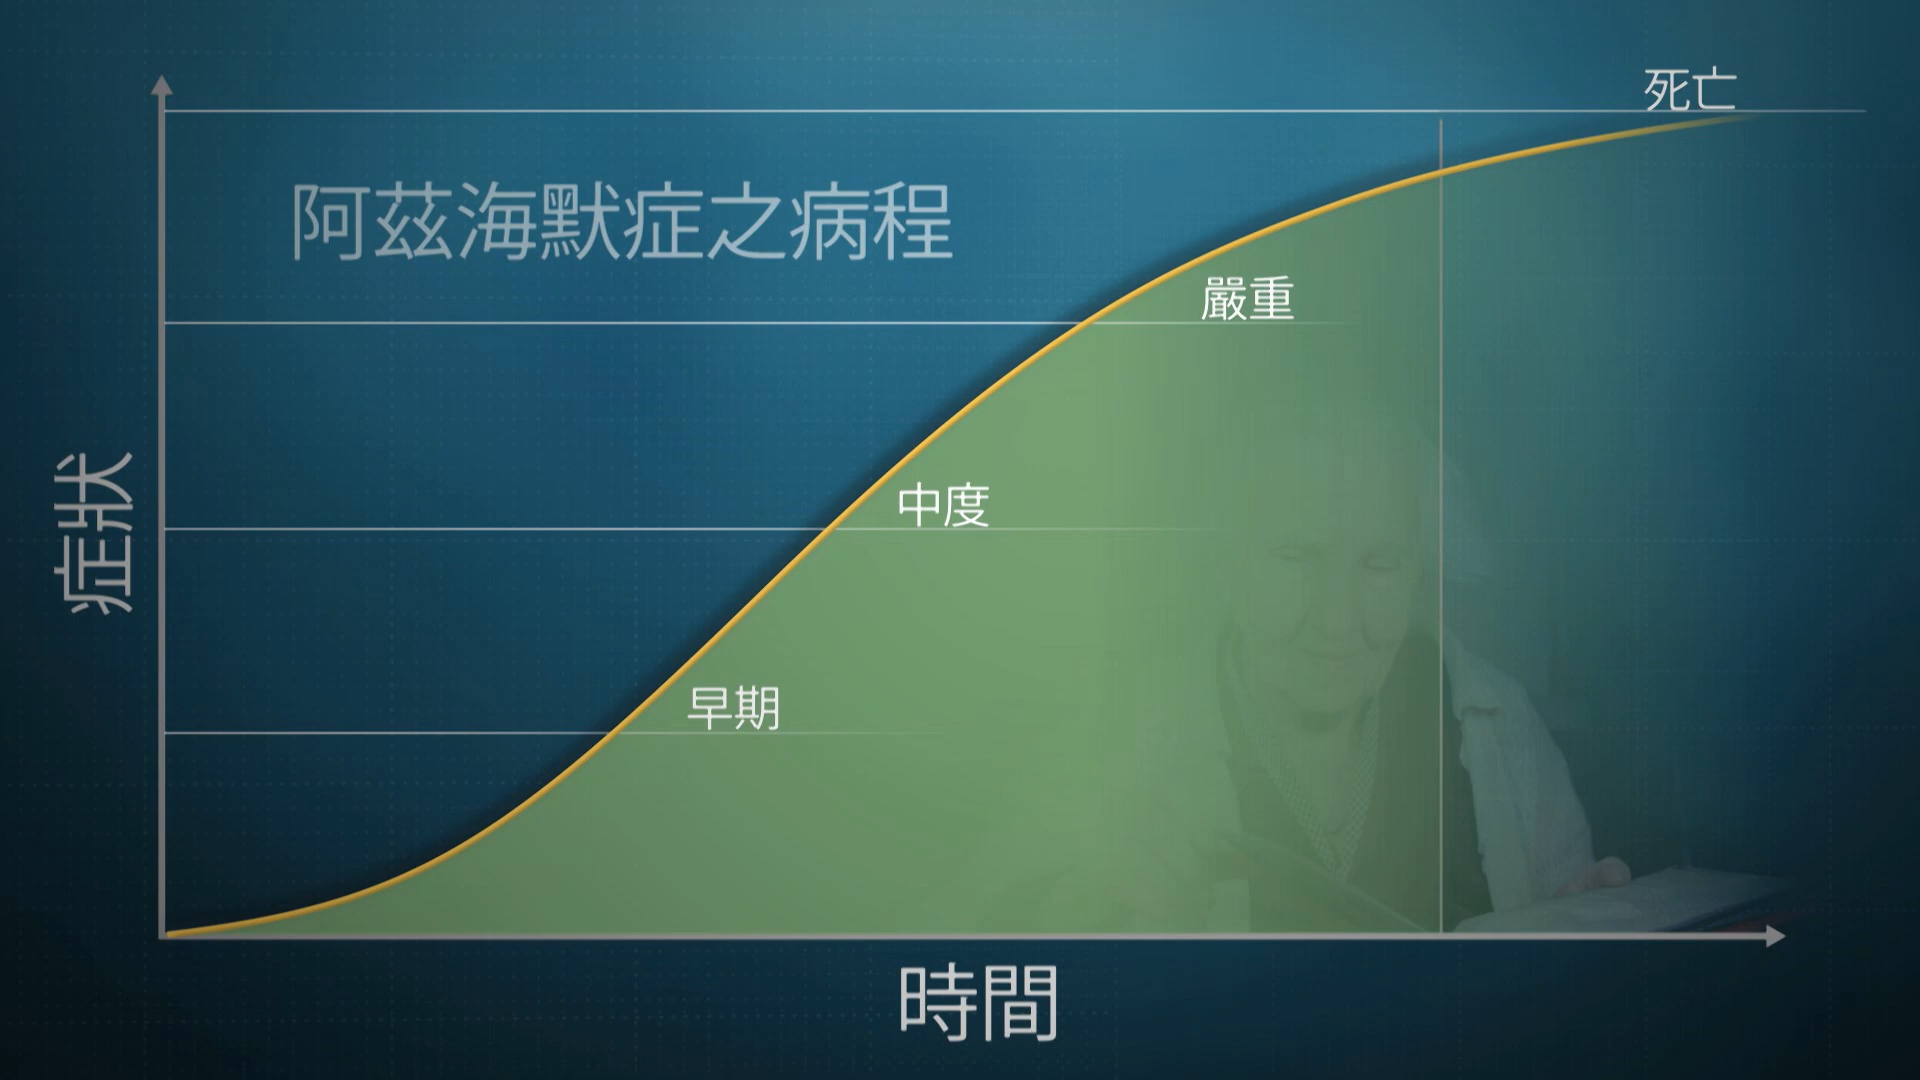 死亡
阿茲海默症之病程
嚴重
中度
症狀
早期
時間